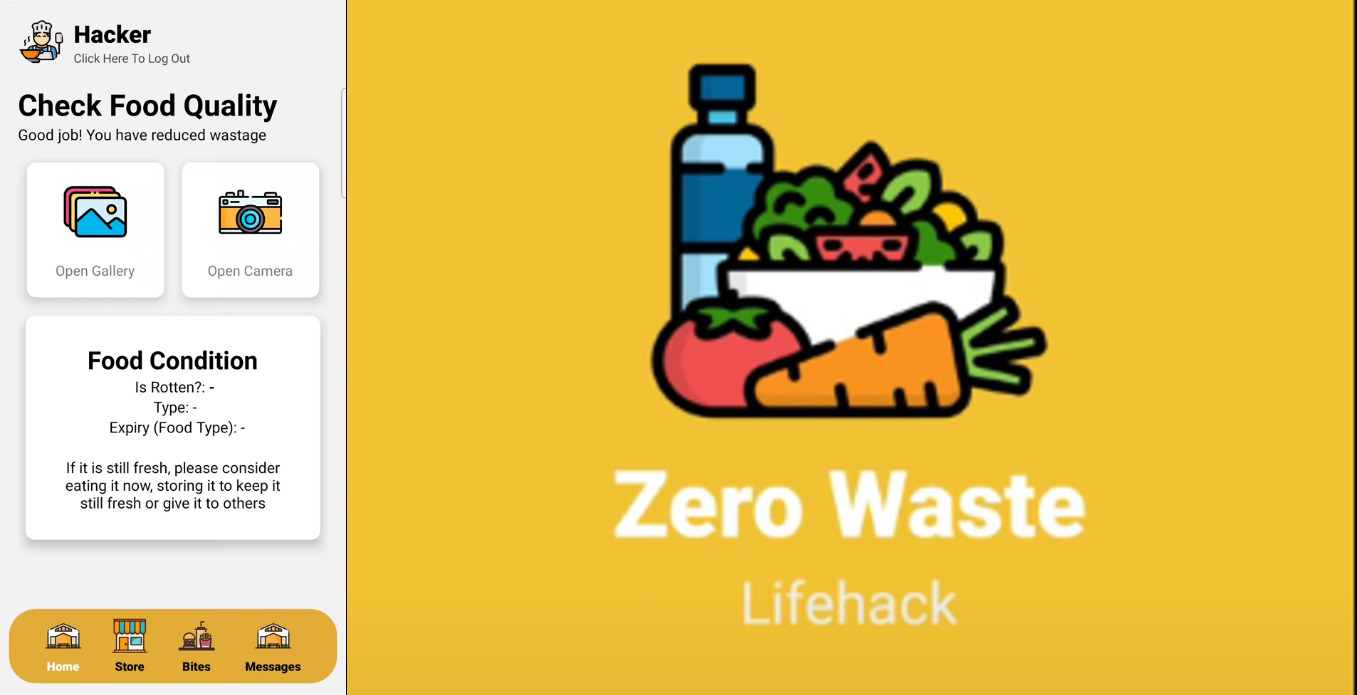 Hacker
Click Here To Log Out
Check Food Quality
Good job! You have reduced wastage
Open Gallery
Open Camera
Food Condition
Is Rotten?: -
Type: -
Expiry (Food Type): -
If it is still fresh, please consider
eating it now, storing it to keep it
still fresh or give it to others
Home
Store
Bites
Messages
Zero Waste
Lifehack